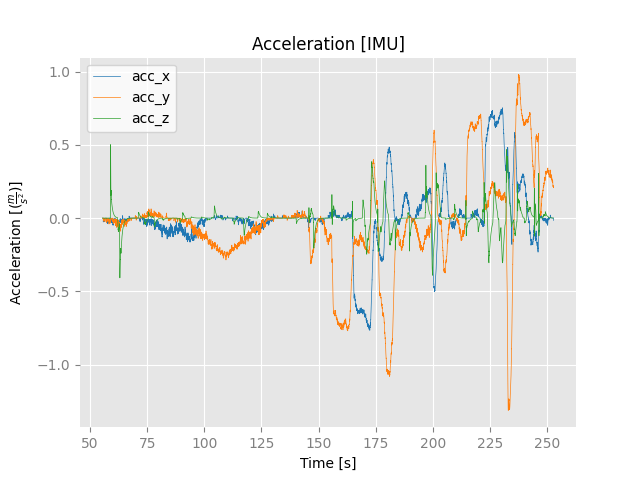 Acceleration [IMU]
acc_x
acc_y
acc_z
1.0
0.5
0.0
−0.5
−1.0
Acceleration [(m/s²)]
50 75 100 125 150 175 200 225 250
Time [s]